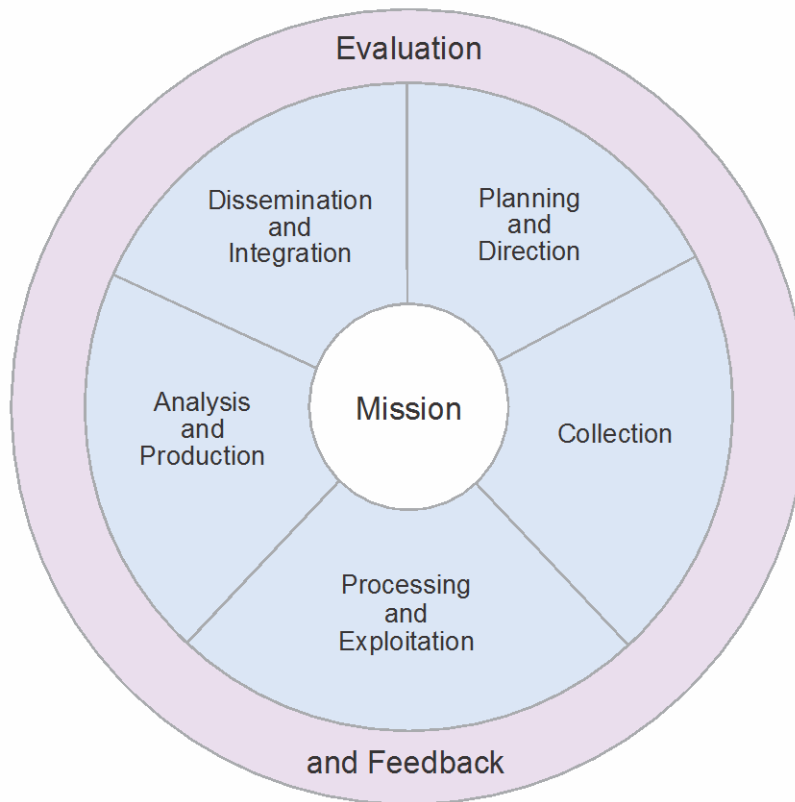 Evaluation
Dissemination
and
Integration
Planning
and
Direction
Analysis
and
Production
Mission
Collection
Processing
and
Exploitation
and Feedback